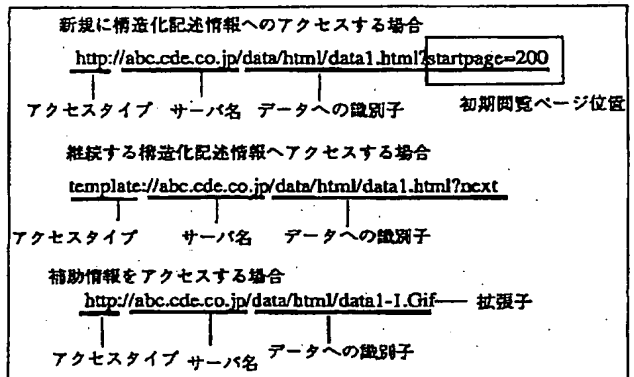 新規に構造化記述情報へのアクセスする場合
http://abc.cde.co.jp/data/html/data1.html?startpage=200
アクセスタイプ サーバ名 データへの識別子 初期閲覧ページ位置
継続する構造化記述情報へアクセスする場合
template://abc.cde.co.jp/data/html/data1.html?next
アクセスタイプ サーバ名 データへの識別子
補助情報をアクセスする場合
http://abc.cde.co.jp/data/html/data1-1.Gif 拡張子
アクセスタイプ サーバ名 データへの識別子